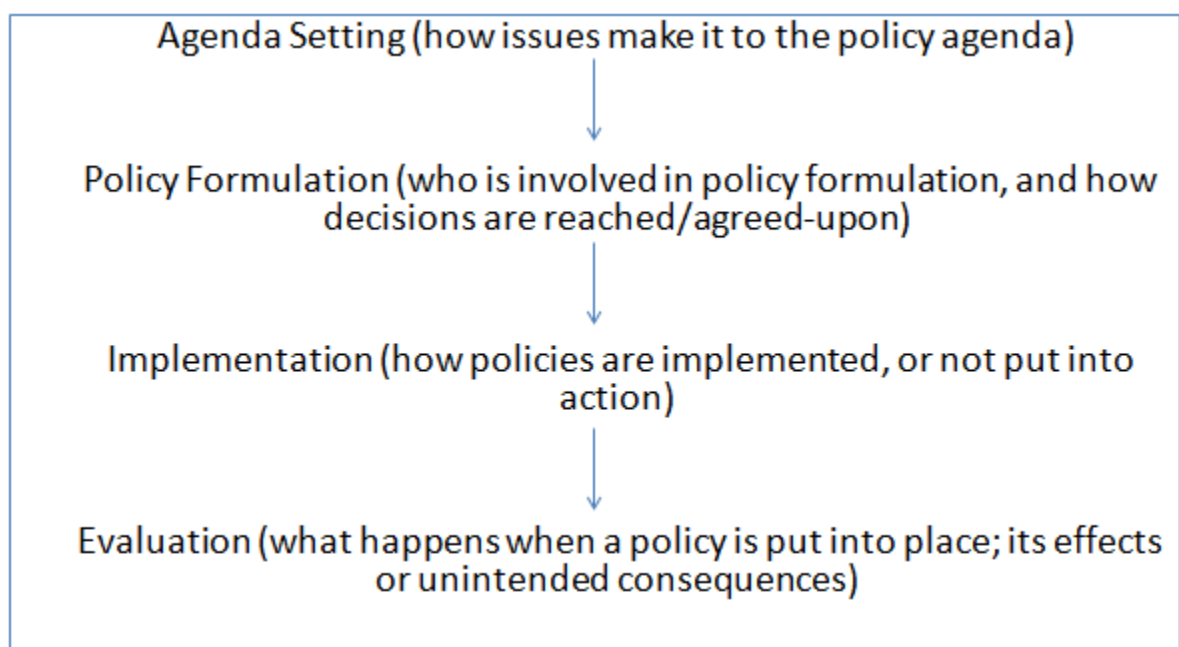 Agenda Setting (how issues make it to the policy agenda)
Policy Formulation (who is involved in policy formulation, and how
decisions are reached/agreed-upon)
Implementation (how policies are implemented, or not put into
action)
Evaluation (what happens when a policy is put into place; its effects
or unintended consequences)